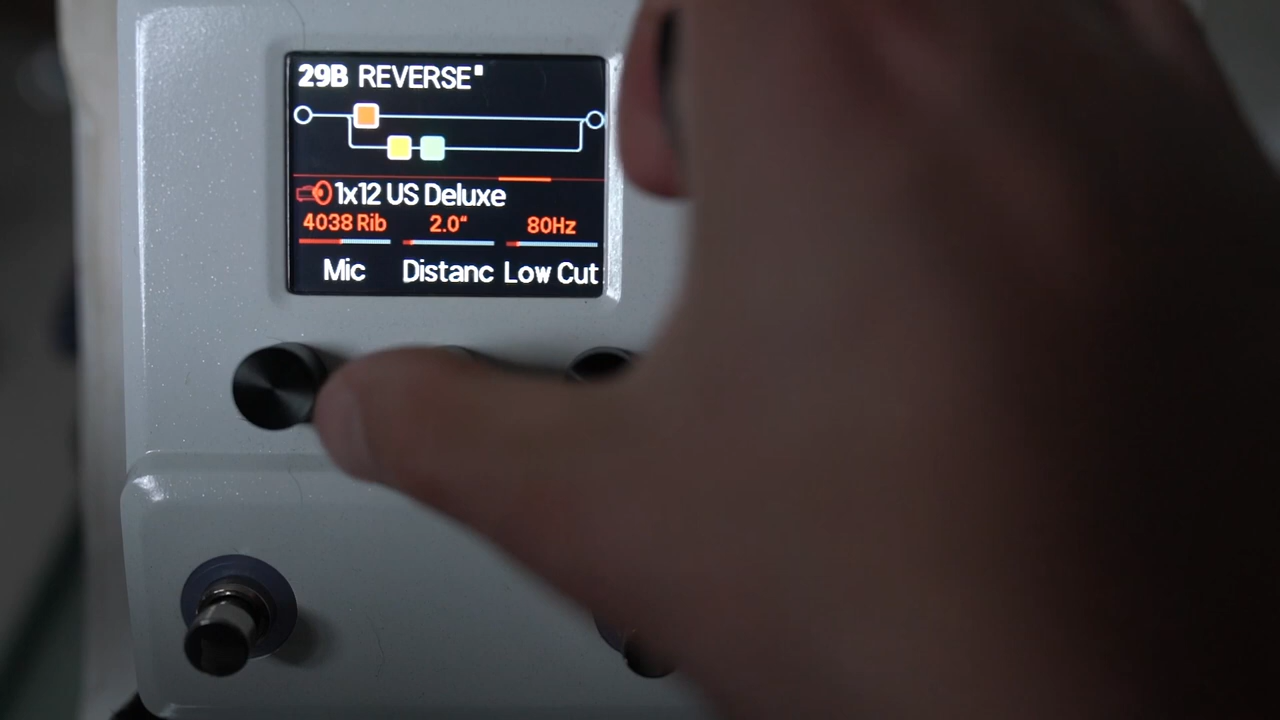 29B REVERSE
1x12 US Deluxe
4038 Rib 2.0" 80Hz
Mic Distanc Low Cut